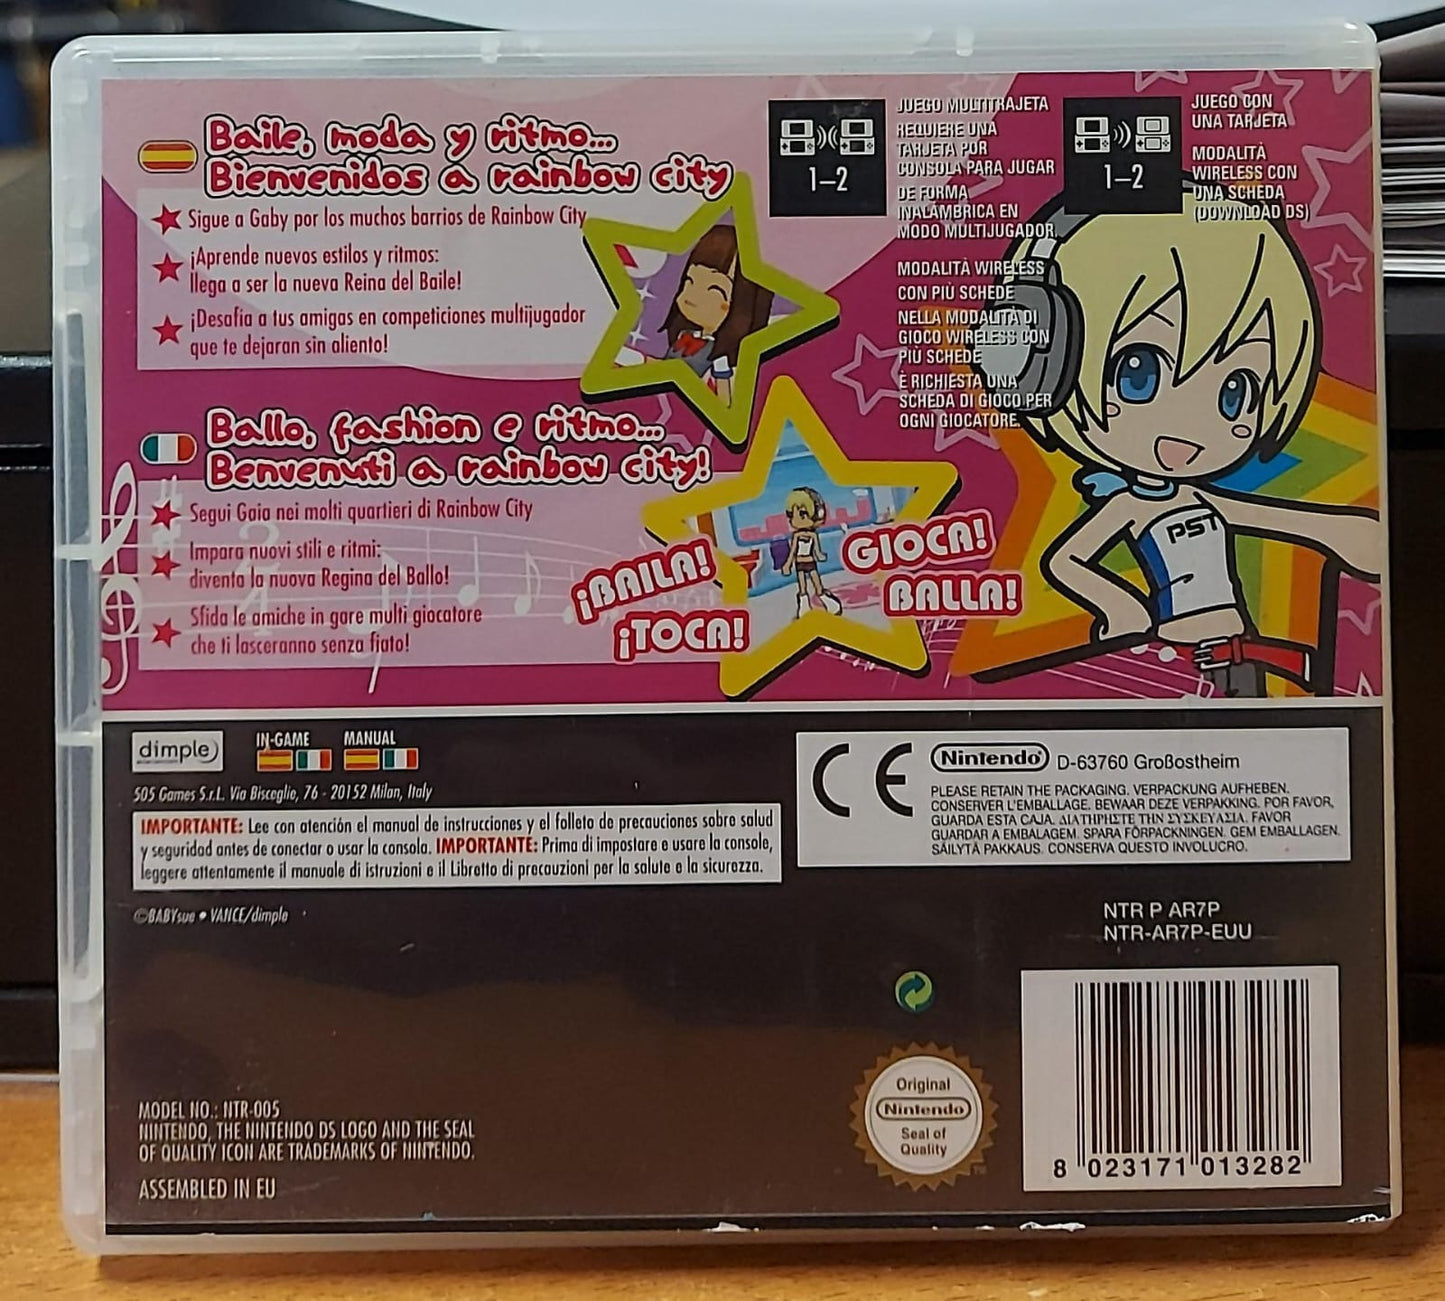 Baile, moda y ritmo...
Bienvenidos a rainbow city
Sigue a Gaby por los muchos barrios de Rainbow City
¡Aprende nuevos estilos y ritmos:
llega a ser la nueva Reina del Baile!
¡Desafia a tus amigas en competiciones multijugador
que te dejaran sin aliento!
Ballo, fashion e ritmo...
Benvenuti a rainbow city!
Segui Gaia nei molti quartieri di Rainbow City
Impara nuovi stili e ritmi:
diventa la nuova Regina del Ballo!
Sfida le amiche in gare multi giocatore
che ti lasceranno senza fiato!
1–2
JUEGO MULTITRAJETA
REQUIERE UNA
TARJETA POR
CONSOLA PARA JUGAR
DE FORMA
INALÁMBRICA EN
MODO MULTIJUGADOR.
MODALITÀ WIRELESS
CON PIÙ SCHEDE
NELLA MODALITÀ DI
GIOCO WIRELESS CON
PIÙ SCHEDE
È RICHIESTA UNA
SCHEDA DI GIOCO PER
OGNI GIOCATORE.
1–2
JUEGO CON
UNA TARJETA
MODALITÀ
WIRELESS CON
UNA SCHEDA
(DOWNLOAD DS)
¡BAILA!
¡TOCA!
GIOCA!
BALLA!
PST
dimple
IN-GAME
MANUAL
505 Games S.r.l. Via Bisceglie, 76 - 20152 Milan, Italy
IMPORTANTE: Lee con atención el manual de instrucciones y el folleto de precauciones sobre salud
y seguridad antes de conectar o usar la consola. IMPORTANTE: Prima di impostare e usare la console,
leggere attentamente il manuale di istruzioni e il Libretto di precauzioni per la salute e la sicurezza.
©BABYsue • VANCE/dimple
CE
Nintendo® D-63760 Großostheim
PLEASE RETAIN THE PACKAGING. VERPACKUNG AUFHEBEN.
CONSERVER L'EMBALLAGE. BEWAAR DEZE VERPAKKING. POR FAVOR,
GUARDA ESTA CAJA. ΔΙΑΤΗΡΗΣΤΕ ΤΗΝ ΣΥΣΚΕΥΑΣΙΑ. FAVOR
GUARDAR A EMBALAGEM. SPARA FÖRPACKNINGEN. GEM EMBALLAGEN.
SÄILYTÄ PAKKAUS. CONSERVA QUESTO INVOLUCRO.
NTR P AR7P
NTR-AR7P-EUU
Original
Nintendo
Seal of
Quality
TM
8 023171 013282
MODEL NO.: NTR-005
NINTENDO, THE NINTENDO DS LOGO AND THE SEAL
OF QUALITY ICON ARE TRADEMARKS OF NINTENDO.
ASSEMBLED IN EU